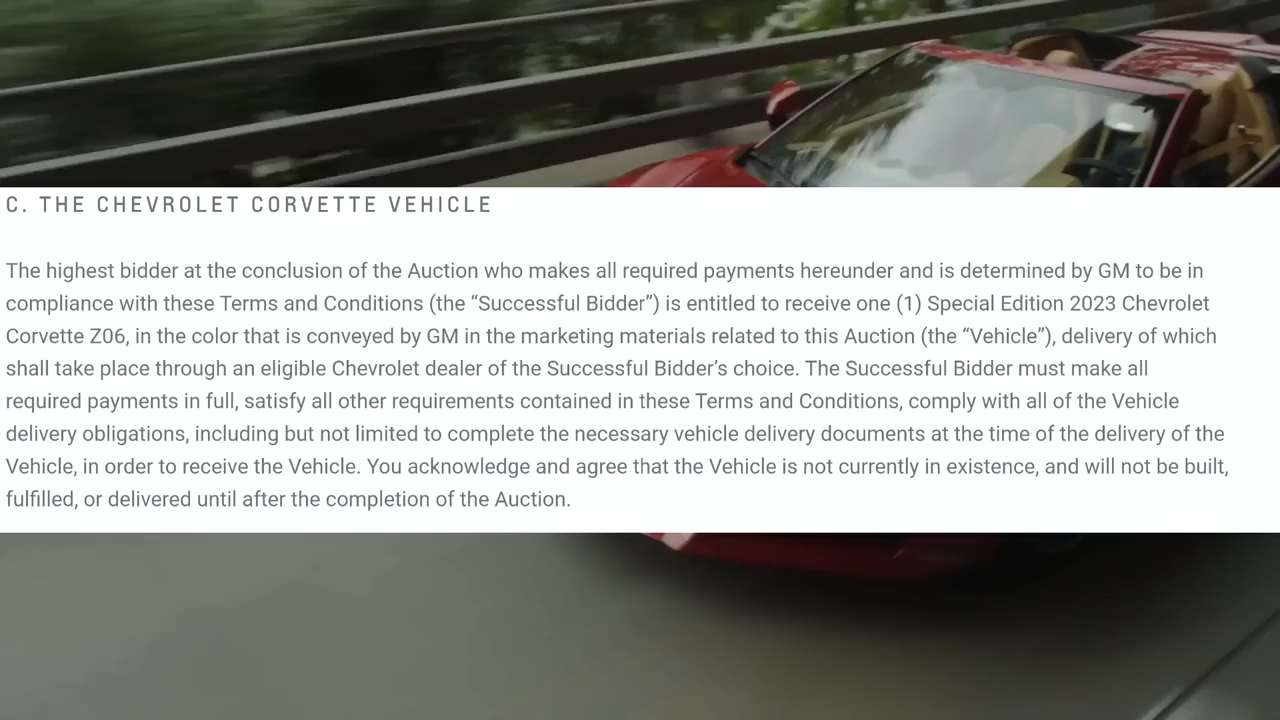 C. THE CHEVROLET CORVETTE VEHICLE
The highest bidder at the conclusion of the Auction who makes all required payments hereunder and is determined by GM to be in
compliance with these Terms and Conditions (the “Successful Bidder”) is entitled to receive one (1) Special Edition 2023 Chevrolet
Corvette Z06, in the color that is conveyed by GM in the marketing materials related to this Auction (the “Vehicle”), delivery of which
shall take place through an eligible Chevrolet dealer of the Successful Bidder’s choice. The Successful Bidder must make all
required payments in full, satisfy all other requirements contained in these Terms and Conditions, comply with all of the Vehicle
delivery obligations, including but not limited to complete the necessary vehicle delivery documents at the time of the delivery of the
Vehicle, in order to receive the Vehicle. You acknowledge and agree that the Vehicle is not currently in existence, and will not be built,
fulfilled, or delivered until after the completion of the Auction.